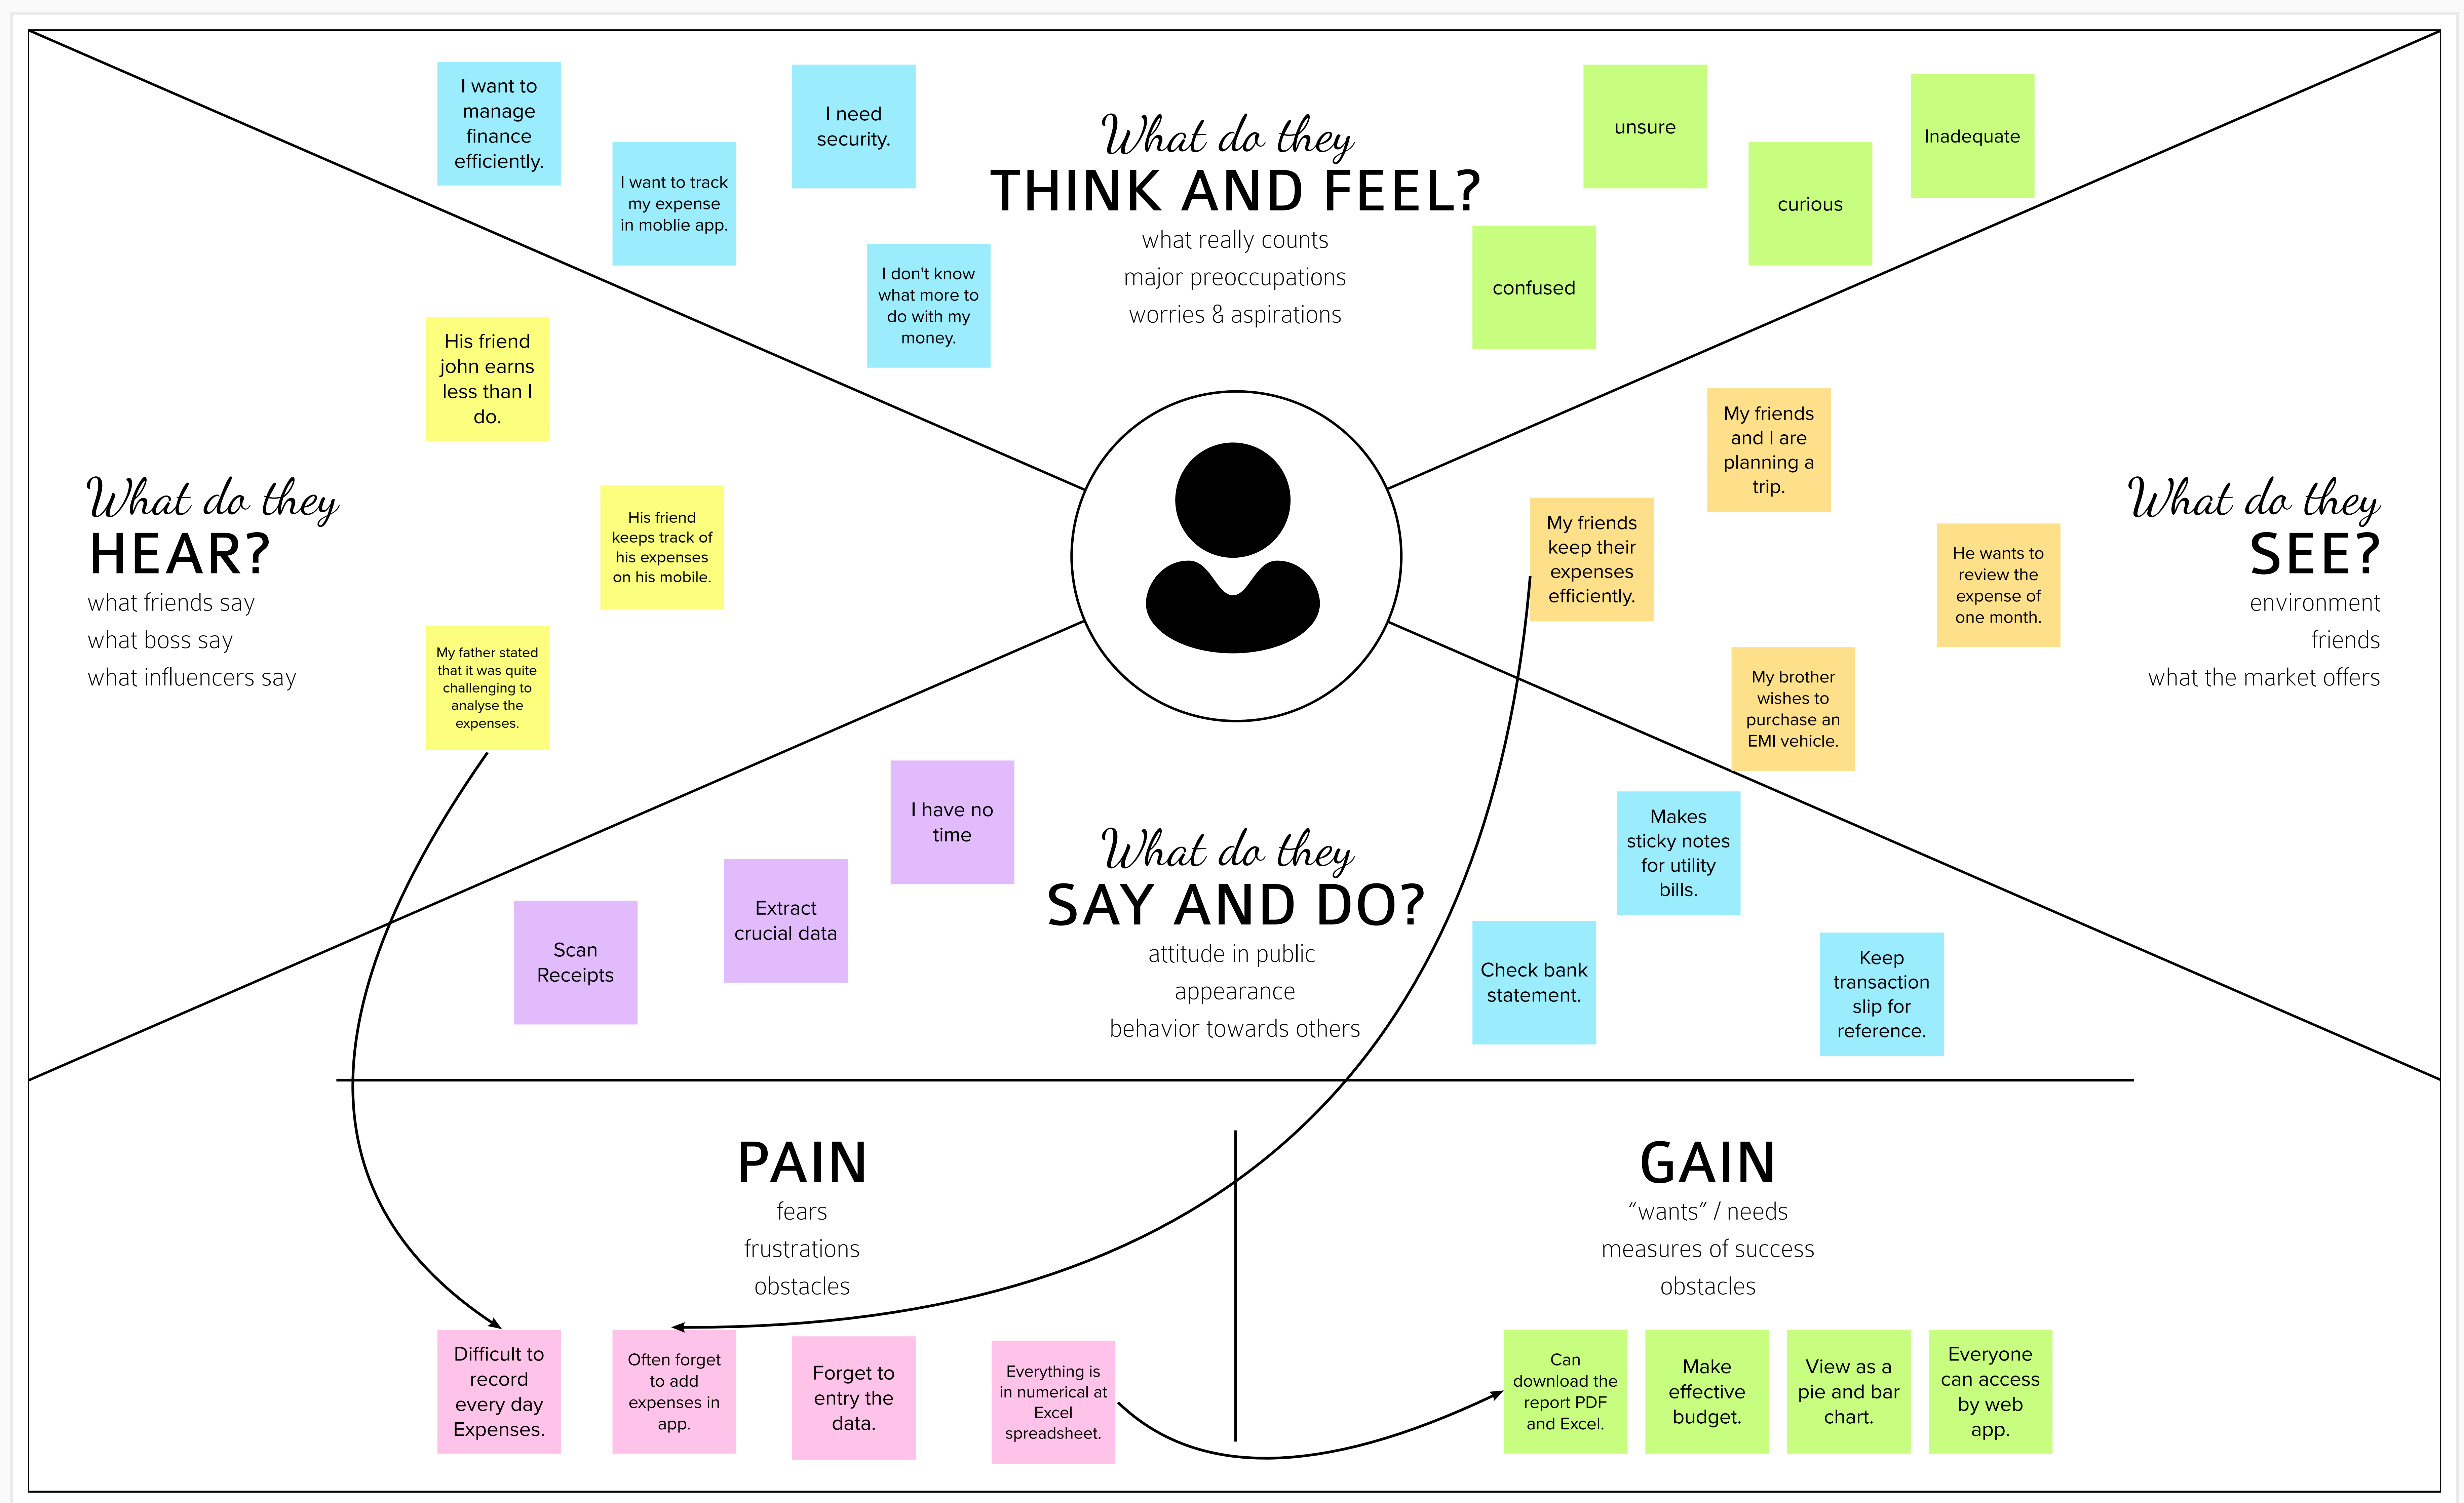 I want to
manage
finance
efficiently.
I want to track
my expense
in moblie app.
I need
security.
I don't know
what more to
do with my
money.
What do they
THINK AND FEEL?
what really counts
major preoccupations
worries & aspirations
unsure
curious
Inadequate
confused
His friend
john earns
less than I
do.
What do they
HEAR?
what friends say
what boss say
what influencers say
His friend
keeps track of
his expenses
on his mobile.
My father stated
that it was quite
challenging to
analyse the
expenses.
My friends
and I are
planning a
trip.
My friends
keep their
expenses
efficiently.
He wants to
review the
expense of
one month.
My brother
wishes to
purchase an
EMI vehicle.
What do they
SEE?
environment
friends
what the market offers
I have no
time
Extract
crucial data
Scan
Receipts
What do they
SAY AND DO?
attitude in public
appearance
behavior towards others
Makes
sticky notes
for utility
bills.
Check bank
statement.
Keep
transaction
slip for
reference.
PAIN
fears
frustrations
obstacles
Difficult to
record
every day
Expenses.
Often forget
to add
expenses in
app.
Forget to
entry the
data.
Everything is
in numerical at
Excel
spreadsheet.
GAIN
“wants” / needs
measures of success
obstacles
Can
download the
report PDF
and Excel.
Make
effective
budget.
View as a
pie and bar
chart.
Everyone
can access
by web
app.